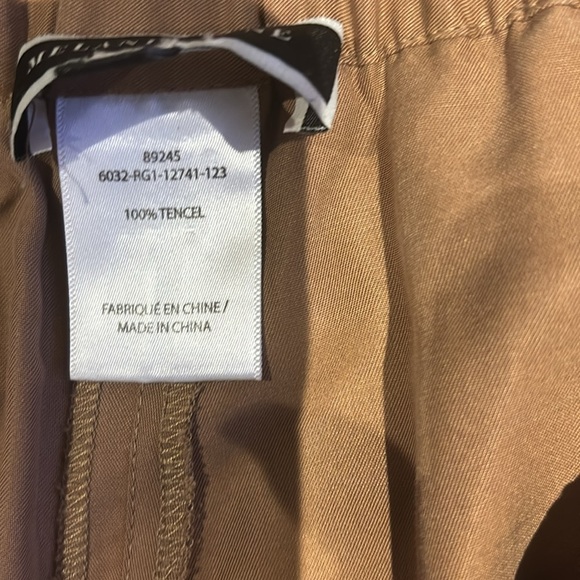 89245
6032-RG1-12741-123
100% TENCEL
FABRIQUÉ EN CHINE /
MADE IN CHINA